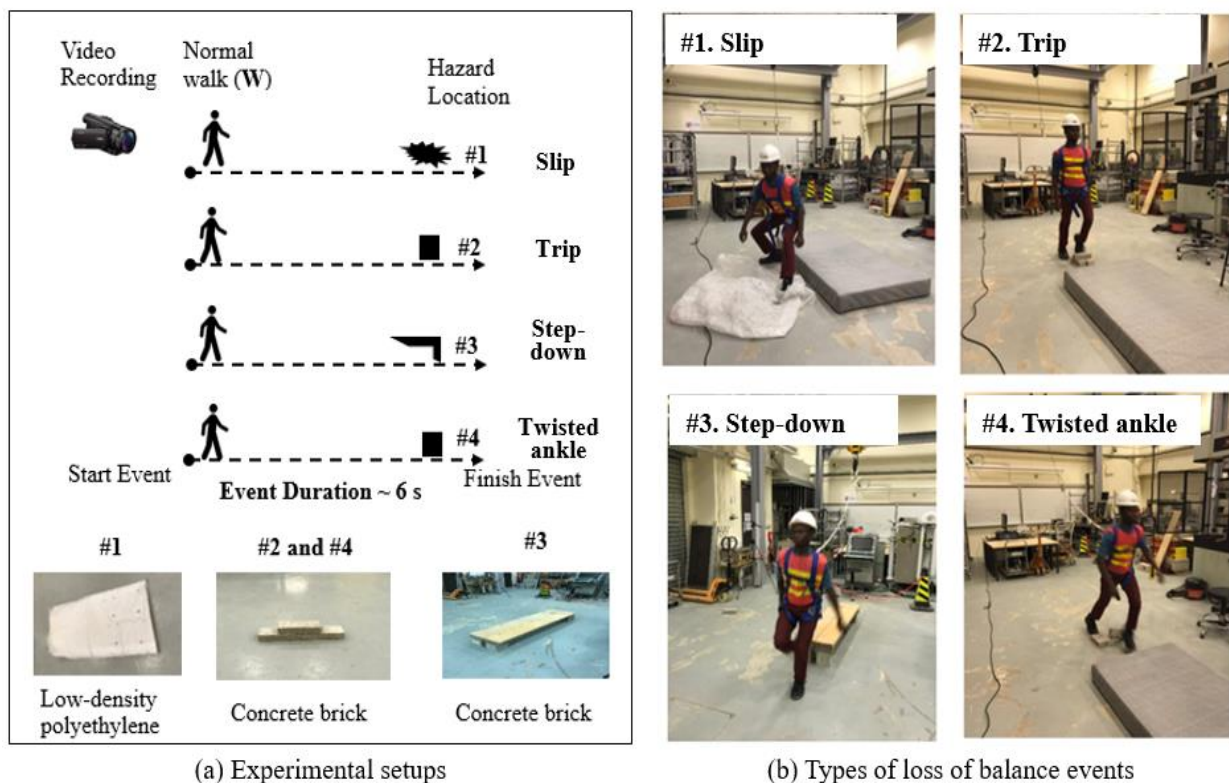 Video
Recording
Normal
walk (W)
Hazard
Location
#1
Slip
#2
Trip
#3
Step-
down
#4
Twisted
ankle
Start Event
Event Duration ~ 6 s
Finish Event
#1
#2 and #4
#3
Low-density
polyethylene
Concrete brick
Concrete brick
(a) Experimental setups
#1. Slip
#2. Trip
#3. Step-down
#4. Twisted ankle
(b) Types of loss of balance events